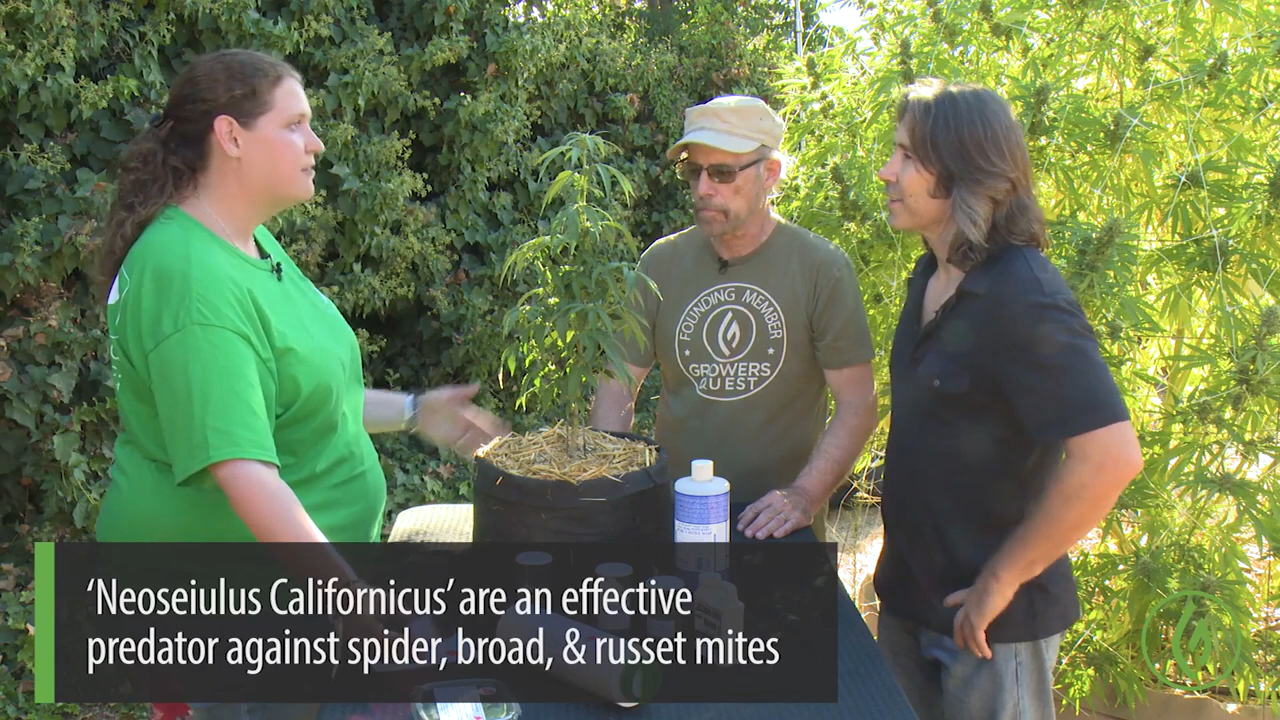 FOUNDING MEMBER
GROWERS
QUEST
‘Neoseiulus Californicus’ are an effective
predator against spider, broad, & russet mites